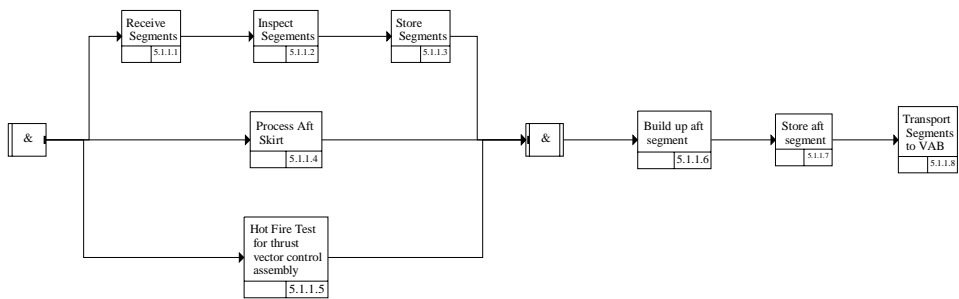 Receive
Segments
5.1.1.1
Inspect
Segements
5.1.1.2
Store
Segments
5.1.1.3
&
Process Aft
Skirt
5.1.1.4
Hot Fire Test
for thrust
vector control
assembly
5.1.1.5
&
Build up aft
segment
5.1.1.6
Store aft
segment
5.1.1.7
Transport
Segments
to VAB
5.1.1.8